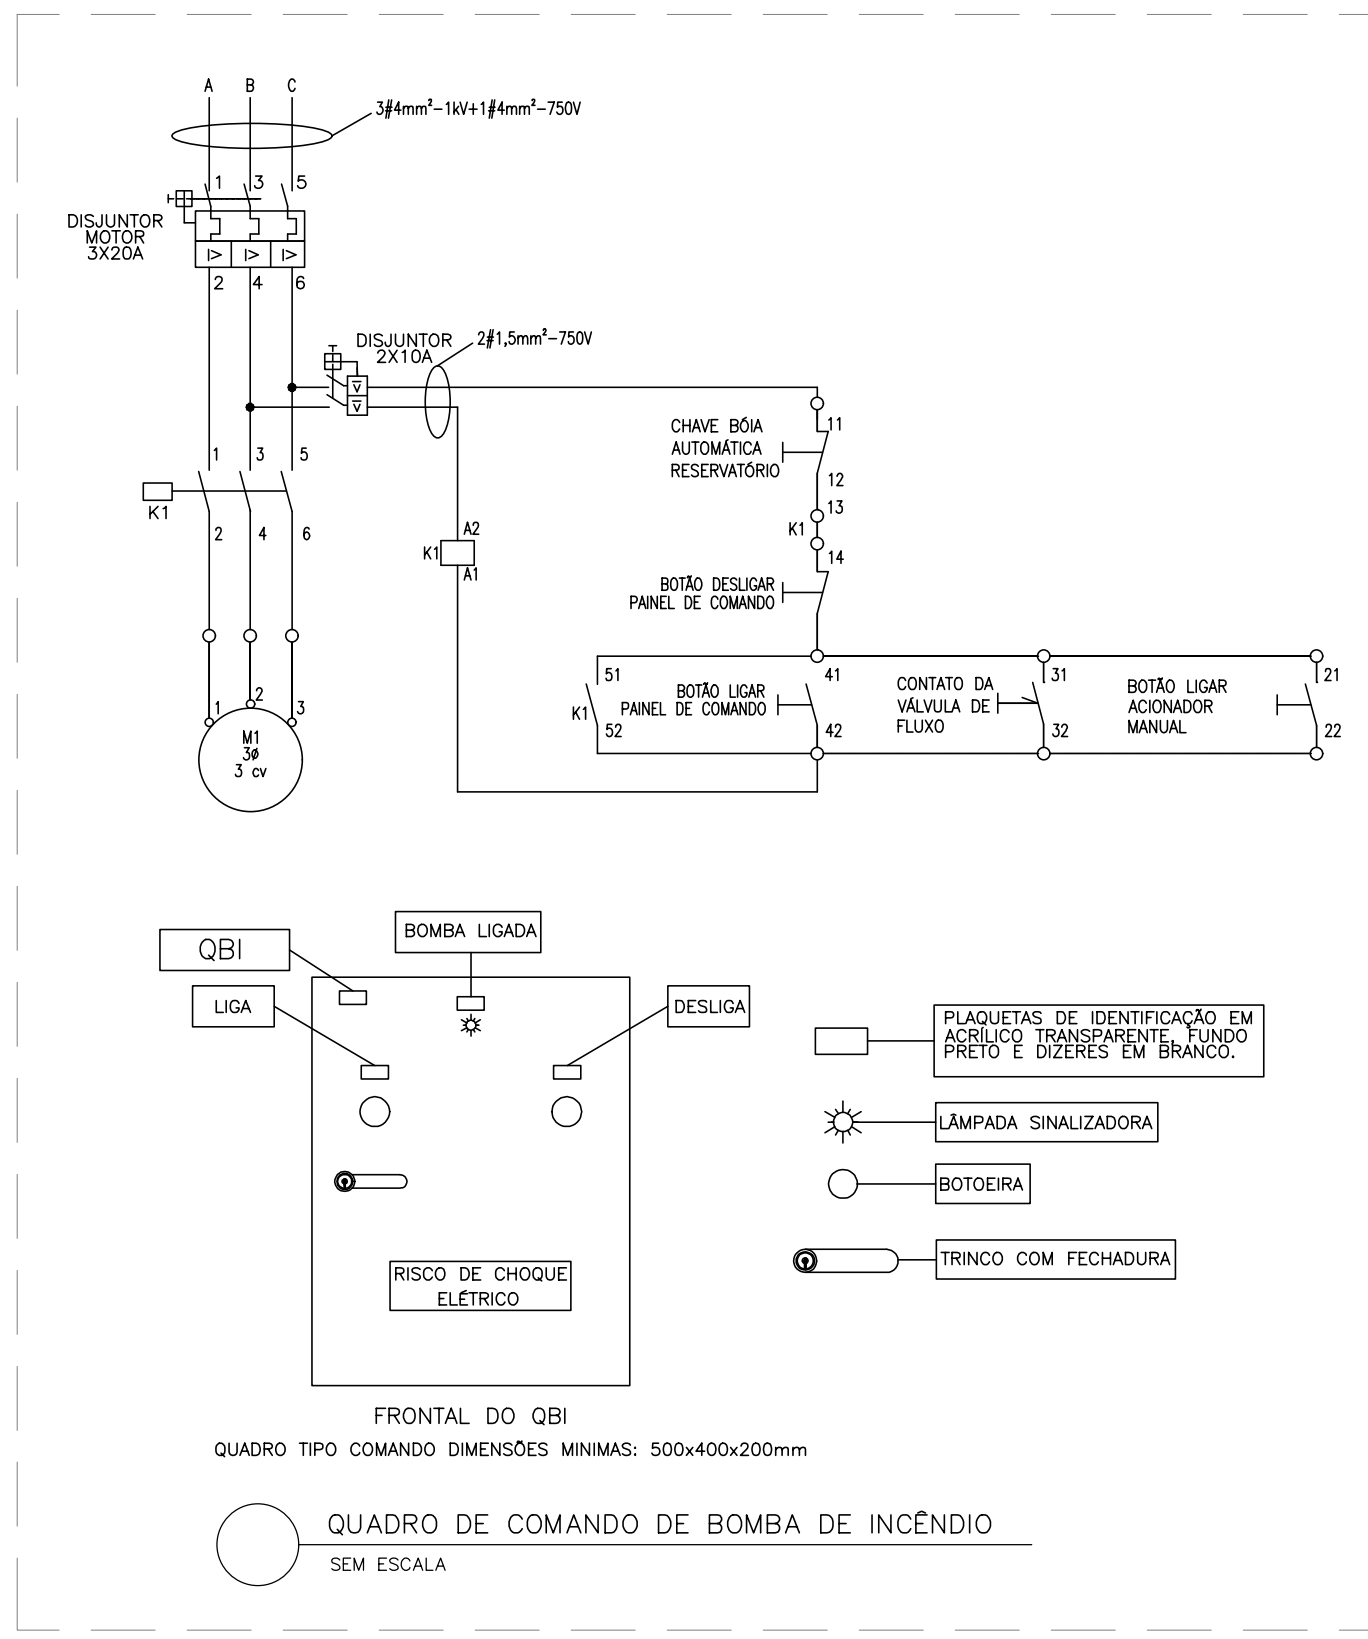 A B C
3#4mm²-1kV+1#4mm²-750V
1 3 5
DISJUNTOR
MOTOR
3X20A
|> |> |>
2 4 6
DISJUNTOR
2X10A
2#1,5mm²-750V
CHAVE BÓIA
AUTOMÁTICA
RESERVATÓRIO
11
12
13
K1
14
1 3 5
K1
2 4 6
A2
K1
A1
BOTÃO DESLIGAR
PAINEL DE COMANDO
51
K1
52
BOTÃO LIGAR
PAINEL DE COMANDO
41
42
CONTATO DA
VÁLVULA DE
FLUXO
31
32
BOTÃO LIGAR
ACIONADOR
MANUAL
21
22
1 2 3
M1
3ø
3 cv
QBI
BOMBA LIGADA
LIGA
DESLIGA
RISCO DE CHOQUE
ELÉTRICO
PLAQUETAS DE IDENTIFICAÇÃO EM
ACRÍLICO TRANSPARENTE, FUNDO
PRETO E DIZERES EM BRANCO.
LÂMPADA SINALIZADORA
BOTOEIRA
TRINCO COM FECHADURA
FRONTAL DO QBI
QUADRO TIPO COMANDO DIMENSÕES MINIMAS: 500x400x200mm
QUADRO DE COMANDO DE BOMBA DE INCÊNDIO
SEM ESCALA